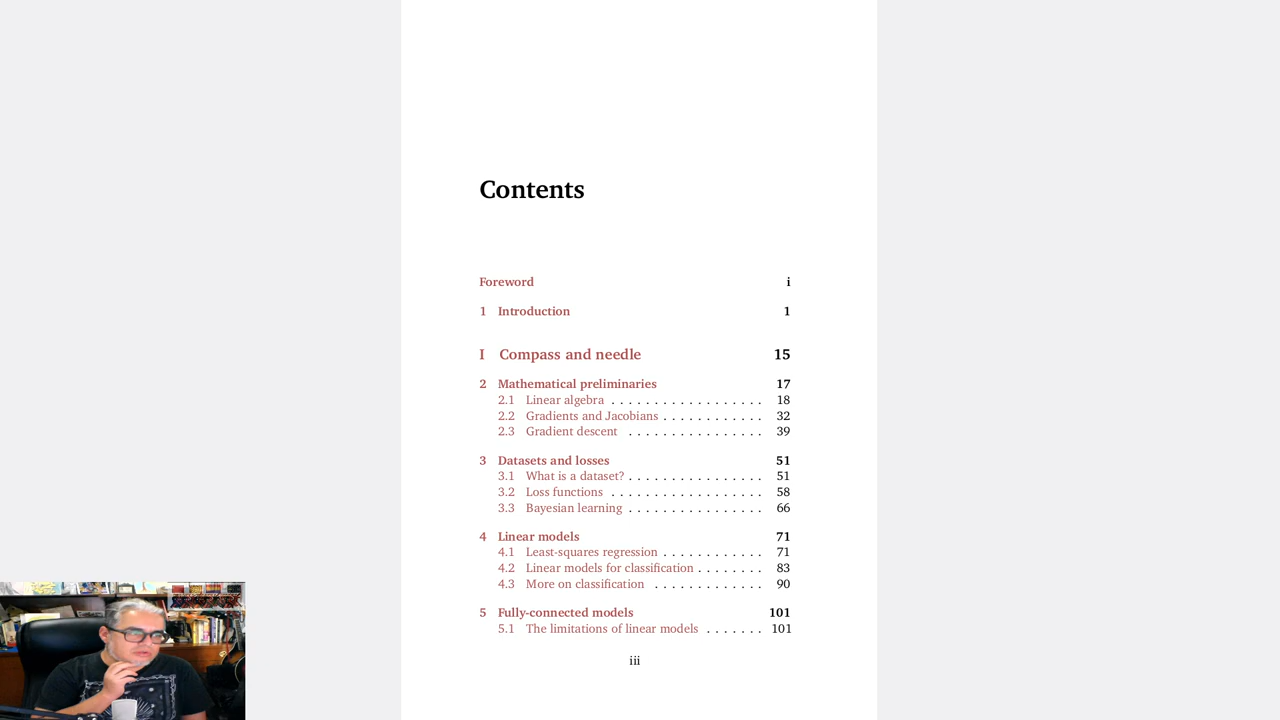 Contents
Foreword i
1 Introduction 1
I Compass and needle 15
2 Mathematical preliminaries 17
2.1 Linear algebra . . . . . . . . . . . . . . . . . . 18
2.2 Gradients and Jacobians . . . . . . . . . . . . 32
2.3 Gradient descent . . . . . . . . . . . . . . . . 39
3 Datasets and losses 51
3.1 What is a dataset? . . . . . . . . . . . . . . . . 51
3.2 Loss functions . . . . . . . . . . . . . . . . . . 58
3.3 Bayesian learning . . . . . . . . . . . . . . . . 66
4 Linear models 71
4.1 Least-squares regression . . . . . . . . . . . . 71
4.2 Linear models for classification . . . . . . . . 83
4.3 More on classification . . . . . . . . . . . . . 90
5 Fully-connected models 101
5.1 The limitations of linear models . . . . . . . 101
iii